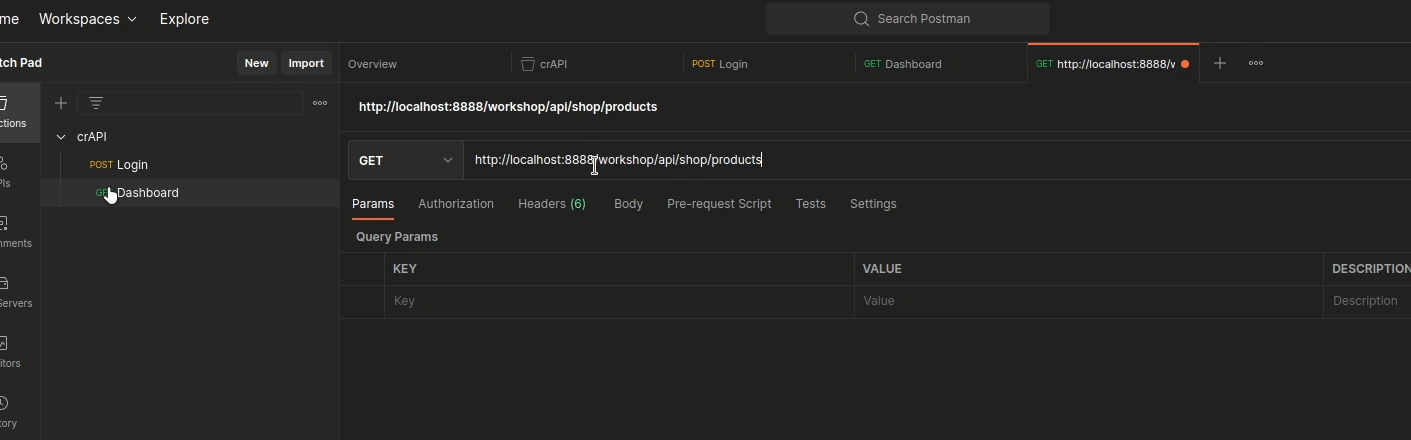 me Workspaces Explore Search Postman
tch Pad New Import Overview crAPI POST Login GET Dashboard GET http://localhost:8888/w
ctions
http://localhost:8888/workshop/api/shop/products
crAPI
POST Login
GET http://localhost:8888/workshop/api/shop/products
PIs
Dashboard
Params Authorization Headers (6) Body Pre-request Script Tests Settings
nments
Query Params
KEY VALUE DESCRIPTION
Servers
Key Value Description
itors
tory